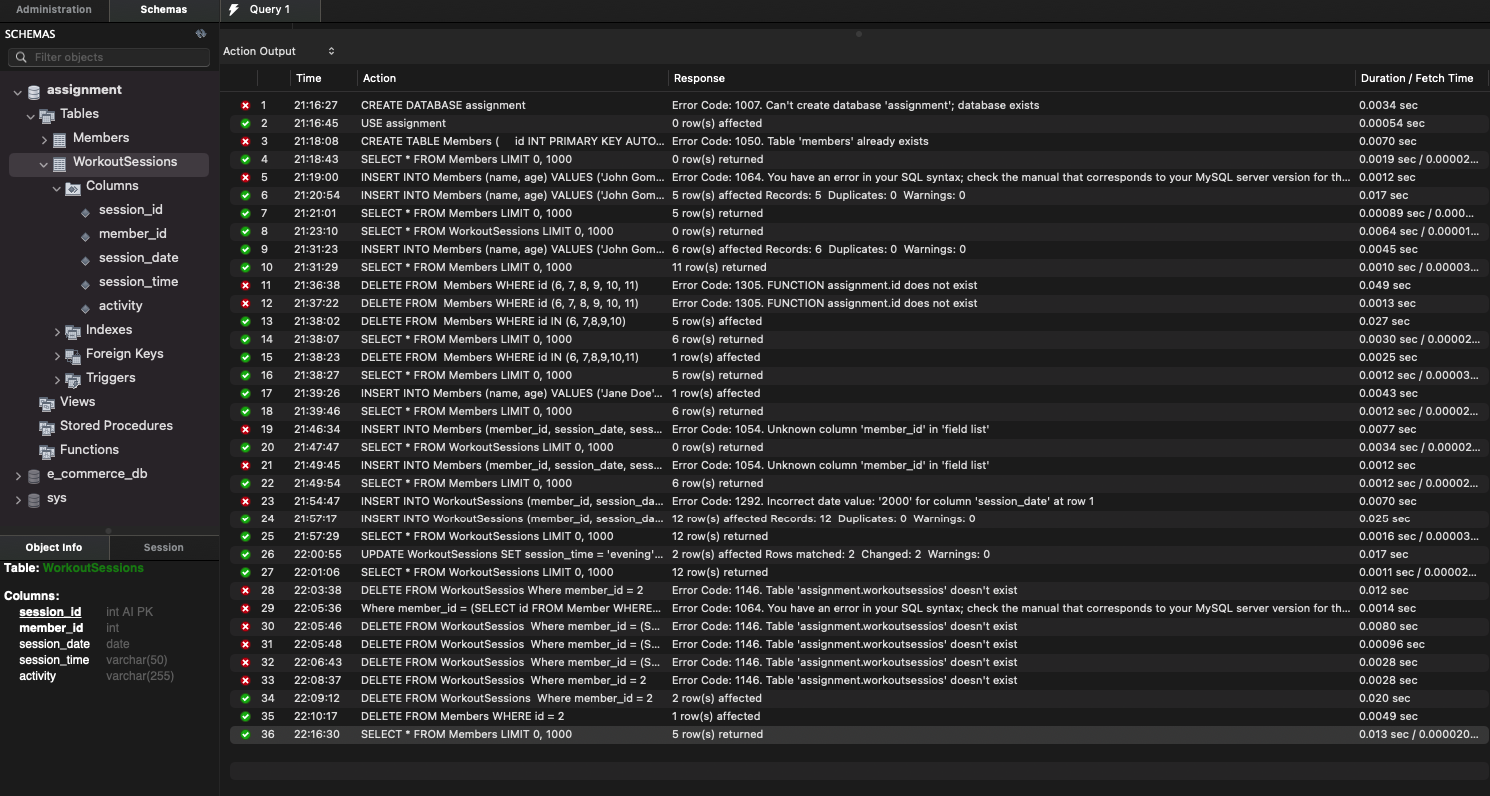 Administration Schemas Query 1
SCHEMAS
Filter objects
assignment
Tables
Members
WorkoutSessions
Columns
session_id
member_id
session_date
session_time
activity
Indexes
Foreign Keys
Triggers
Views
Stored Procedures
Functions
e_commerce_db
sys
Object Info Session
Table: WorkoutSessions
Columns:
session_id int AI PK
member_id int
session_date date
session_time varchar(50)
activity varchar(255)
Action Output
Time Action Response Duration / Fetch Time
1 21:16:27 CREATE DATABASE assignment Error Code: 1007. Can't create database 'assignment'; database exists 0.0034 sec
2 21:16:45 USE assignment 0 row(s) affected 0.00054 sec
3 21:18:08 CREATE TABLE Members ( id INT PRIMARY KEY AUTO... Error Code: 1050. Table 'members' already exists 0.0070 sec
4 21:18:43 SELECT * FROM Members LIMIT 0, 1000 0 row(s) returned 0.0019 sec / 0.000002...
5 21:19:00 INSERT INTO Members (name, age) VALUES ('John Gom... Error Code: 1064. You have an error in your SQL syntax; check the manual that corresponds to your MySQL server version for th... 0.0012 sec
6 21:20:54 INSERT INTO Members (name, age) VALUES ('John Gom... 5 row(s) affected Records: 5 Duplicates: 0 Warnings: 0 0.017 sec
7 21:21:01 SELECT * FROM Members LIMIT 0, 1000 5 row(s) returned 0.00089 sec / 0.000...
8 21:23:10 SELECT * FROM WorkoutSessions LIMIT 0, 1000 0 row(s) returned 0.0064 sec / 0.00001...
9 21:31:23 INSERT INTO Members (name, age) VALUES ('John Gom... 6 row(s) affected Records: 6 Duplicates: 0 Warnings: 0 0.0045 sec
10 21:31:29 SELECT * FROM Members LIMIT 0, 1000 11 row(s) returned 0.0010 sec / 0.00003...
11 21:36:38 DELETE FROM Members WHERE id (6, 7, 8, 9, 10, 11) Error Code: 1305. FUNCTION assignment.id does not exist 0.049 sec
12 21:37:22 DELETE FROM Members WHERE id (6, 7, 8, 9, 10, 11) Error Code: 1305. FUNCTION assignment.id does not exist 0.0013 sec
13 21:38:02 DELETE FROM Members WHERE id IN (6, 7,8,9,10) 5 row(s) affected 0.027 sec
14 21:38:07 SELECT * FROM Members LIMIT 0, 1000 6 row(s) returned 0.0030 sec / 0.00002...
15 21:38:23 DELETE FROM Members WHERE id IN (6, 7,8,9,10,11) 1 row(s) affected 0.0025 sec
16 21:38:27 SELECT * FROM Members LIMIT 0, 1000 5 row(s) returned 0.0012 sec / 0.00003...
17 21:39:26 INSERT INTO Members (name, age) VALUES ('Jane Doe'... 1 row(s) affected 0.0043 sec
18 21:39:46 SELECT * FROM Members LIMIT 0, 1000 6 row(s) returned 0.0012 sec / 0.00002...
19 21:46:34 INSERT INTO Members (member_id, session_date, sess... Error Code: 1054. Unknown column 'member_id' in 'field list' 0.0077 sec
20 21:47:47 SELECT * FROM WorkoutSessions LIMIT 0, 1000 0 row(s) returned 0.0034 sec / 0.00002...
21 21:49:45 INSERT INTO Members (member_id, session_date, sess... Error Code: 1054. Unknown column 'member_id' in 'field list' 0.0012 sec
22 21:49:54 SELECT * FROM Members LIMIT 0, 1000 6 row(s) returned 0.0012 sec / 0.00002...
23 21:54:47 INSERT INTO WorkoutSessions (member_id, session_da... Error Code: 1292. Incorrect date value: '2000' for column 'session_date' at row 1 0.0070 sec
24 21:57:17 INSERT INTO WorkoutSessions (member_id, session_da... 12 row(s) affected Records: 12 Duplicates: 0 Warnings: 0 0.025 sec
25 21:57:29 SELECT * FROM WorkoutSessions LIMIT 0, 1000 12 row(s) returned 0.0016 sec / 0.00003...
26 22:00:55 UPDATE WorkoutSessions SET session_time = 'evening'... 2 row(s) affected Rows matched: 2 Changed: 2 Warnings: 0 0.017 sec
27 22:01:06 SELECT * FROM WorkoutSessions LIMIT 0, 1000 12 row(s) returned 0.0011 sec / 0.00002...
28 22:03:38 DELETE FROM WorkoutSessios Where member_id = 2 Error Code: 1146. Table 'assignment.workoutsessios' doesn't exist 0.012 sec
29 22:05:36 Where member_id = (SELECT id FROM Member WHERE... Error Code: 1064. You have an error in your SQL syntax; check the manual that corresponds to your MySQL server version for th... 0.0014 sec
30 22:05:46 DELETE FROM WorkoutSessios Where member_id = (S... Error Code: 1146. Table 'assignment.workoutsessios' doesn't exist 0.0080 sec
31 22:05:48 DELETE FROM WorkoutSessios Where member_id = (S... Error Code: 1146. Table 'assignment.workoutsessios' doesn't exist 0.00096 sec
32 22:06:43 DELETE FROM WorkoutSessios Where member_id = (S... Error Code: 1146. Table 'assignment.workoutsessios' doesn't exist 0.0028 sec
33 22:08:37 DELETE FROM WorkoutSessios Where member_id = 2 Error Code: 1146. Table 'assignment.workoutsessios' doesn't exist 0.0028 sec
34 22:09:12 DELETE FROM WorkoutSessions Where member_id = 2 2 row(s) affected 0.020 sec
35 22:10:17 DELETE FROM Members WHERE id = 2 1 row(s) affected 0.0049 sec
36 22:16:30 SELECT * FROM Members LIMIT 0, 1000 5 row(s) returned 0.013 sec / 0.000020...